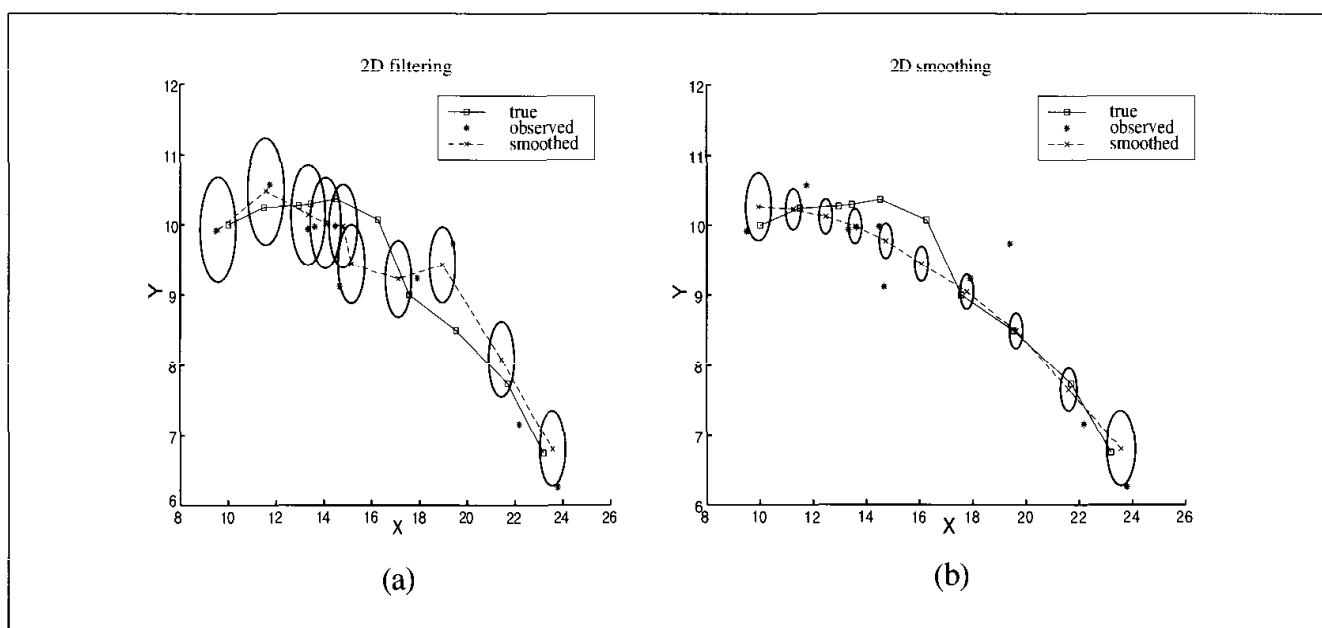 2D filtering
12
11
10
9
8
7
6
Y
8 10 12 14 16 18 20 22 24 26
X
true
observed
smoothed
(a)
2D smoothing
12
11
10
9
8
7
6
Y
8 10 12 14 16 18 20 22 24 26
X
true
observed
smoothed
(b)